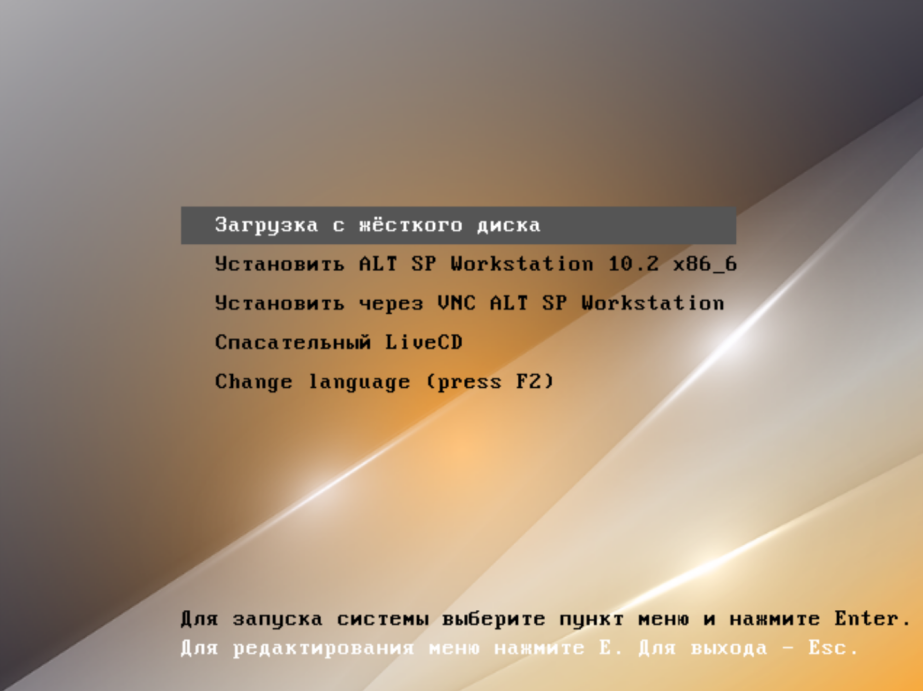 Загрузка с жёсткого диска
Установить ALT SP Workstation 10.2 x86_6
Установить через VNC ALT SP Workstation
Спасательный LiveCD
Change language (press F2)
Для запуска системы выберите пункт меню и нажмите Enter.
Для редактирования меню нажмите E. Для выхода - Esc.